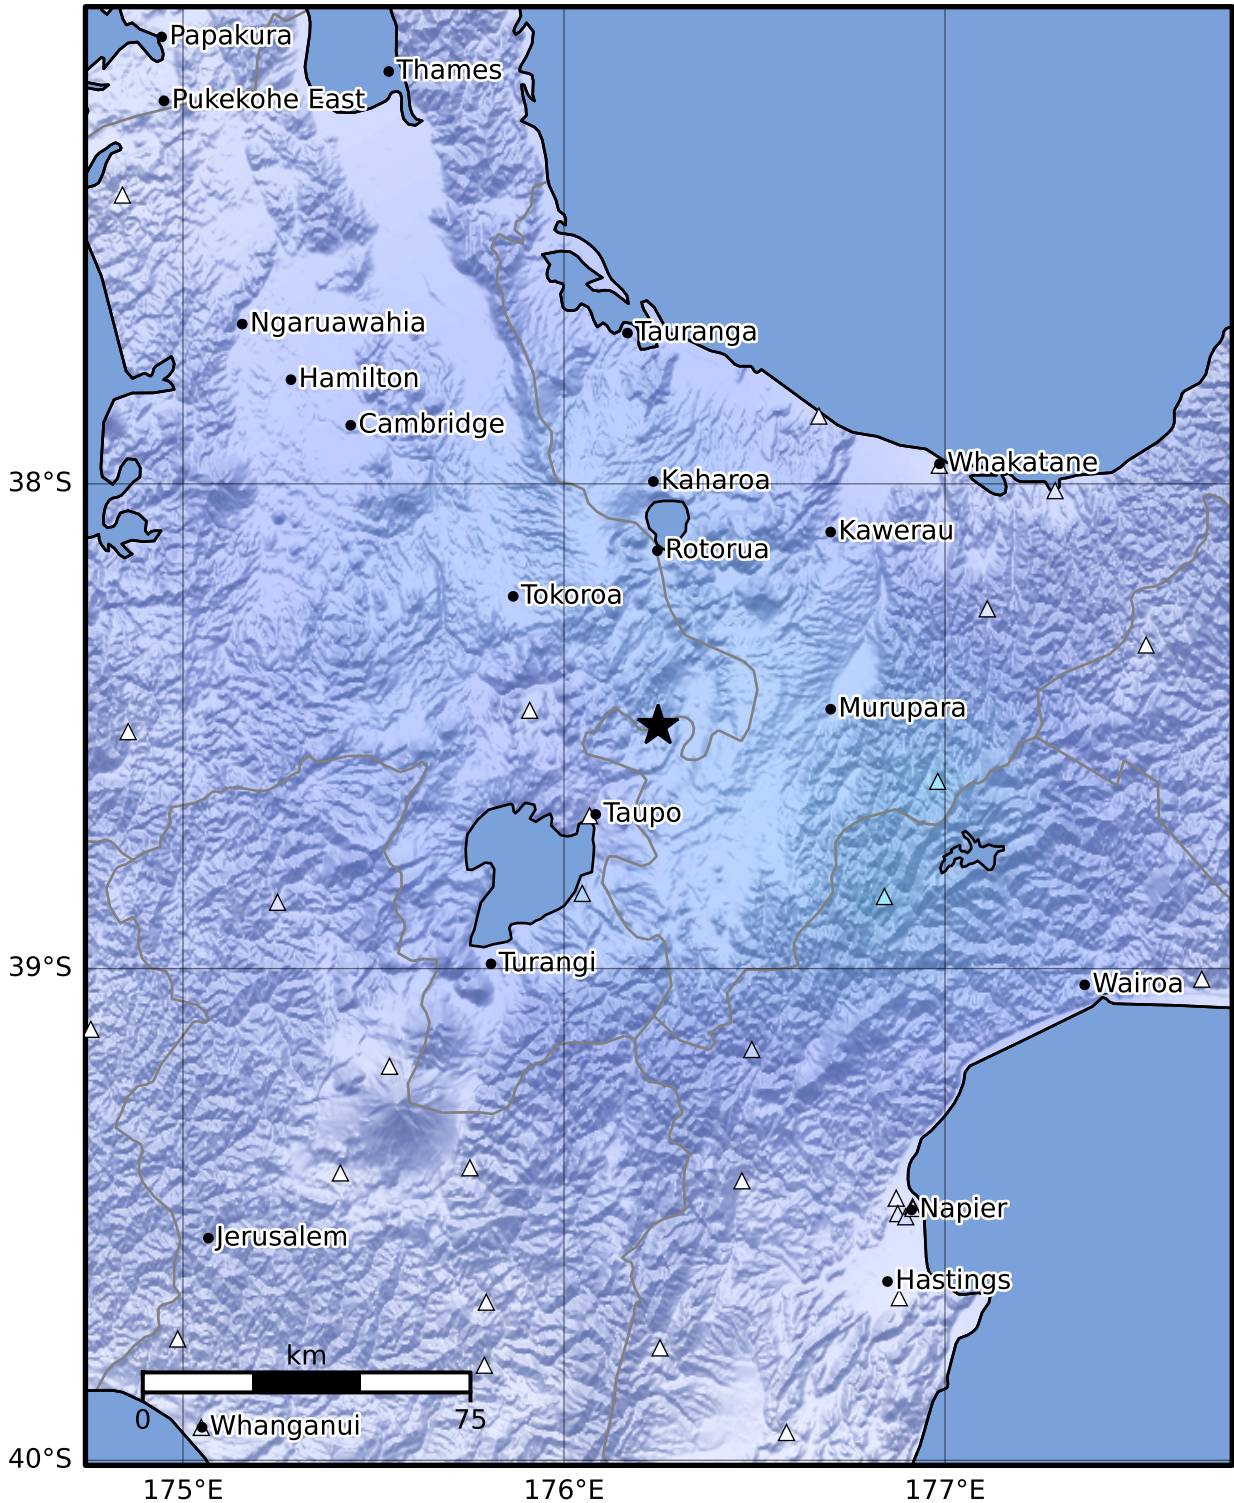 Papakura
Thames
Pukekohe East
Ngaruawahia
Tauranga
Hamilton
Cambridge
Whakatane
38°S
Kaharoa
Kawerau
Rotorua
Tokoroa
Murupara
Taupo
Turangi
39°S
Wairoa
Napier
Jerusalem
Hastings
km
0
75
Whanganui
40°S
175°E
176°E
177°E